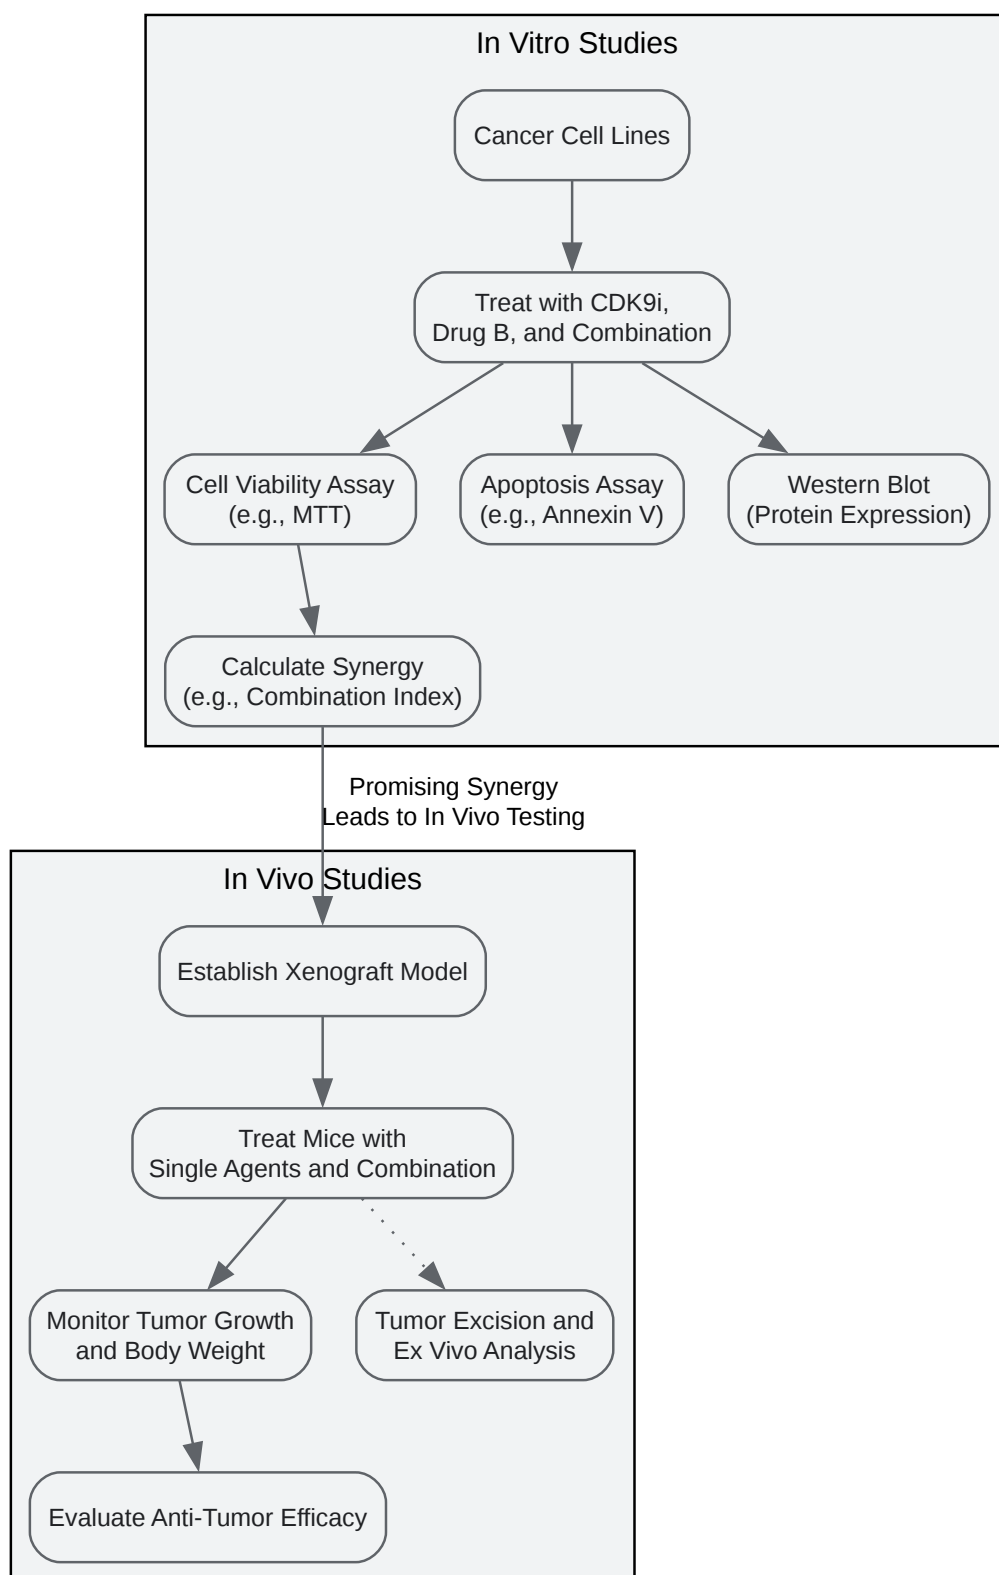 In Vitro Studies
Cancer Cell Lines
Treat with CDK9i,
Drug B, and Combination
Cell Viability Assay
(e.g., MTT)
Apoptosis Assay
(e.g., Annexin V)
Western Blot
(Protein Expression)
Calculate Synergy
(e.g., Combination Index)
Promising Synergy
Leads to In Vivo Testing
In Vivo Studies
Establish Xenograft Model
Treat Mice with
Single Agents and Combination
Monitor Tumor Growth
and Body Weight
Tumor Excision and
Ex Vivo Analysis
Evaluate Anti-Tumor Efficacy